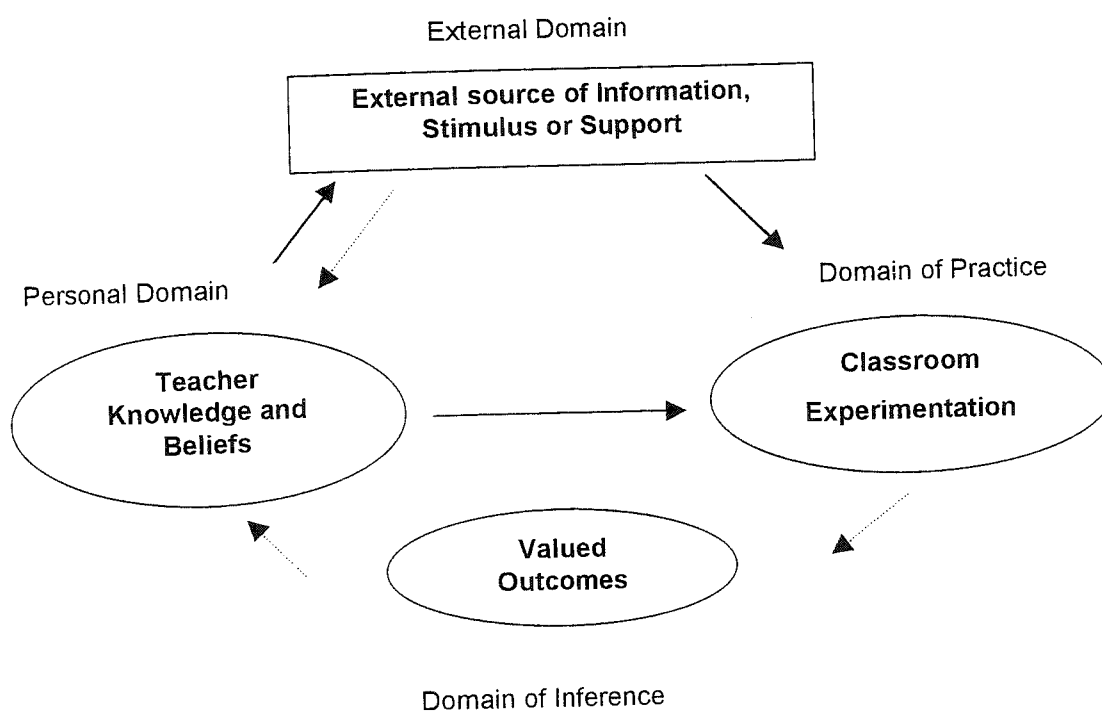 External Domain
External source of Information,
Stimulus or Support
Personal Domain
Domain of Practice
Teacher
Knowledge and
Beliefs
Classroom
Experimentation
Valued
Outcomes
Domain of Inference